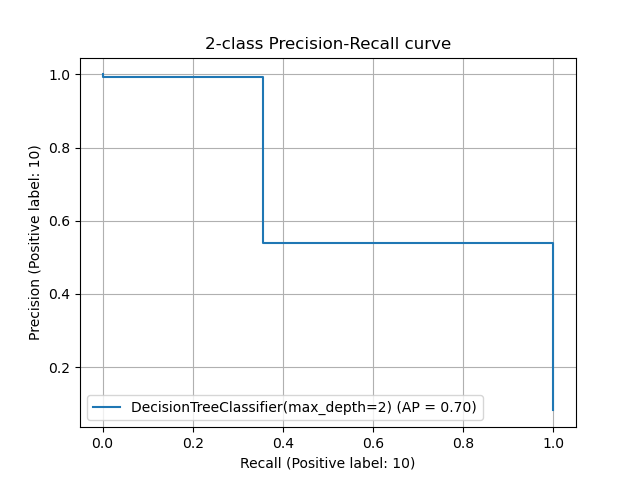 2-class Precision-Recall curve
1.0
0.8
0.6
0.4
0.2
Precision (Positive label: 10)
DecisionTreeClassifier(max_depth=2) (AP = 0.70)
0.0 0.2 0.4 0.6 0.8 1.0
Recall (Positive label: 10)